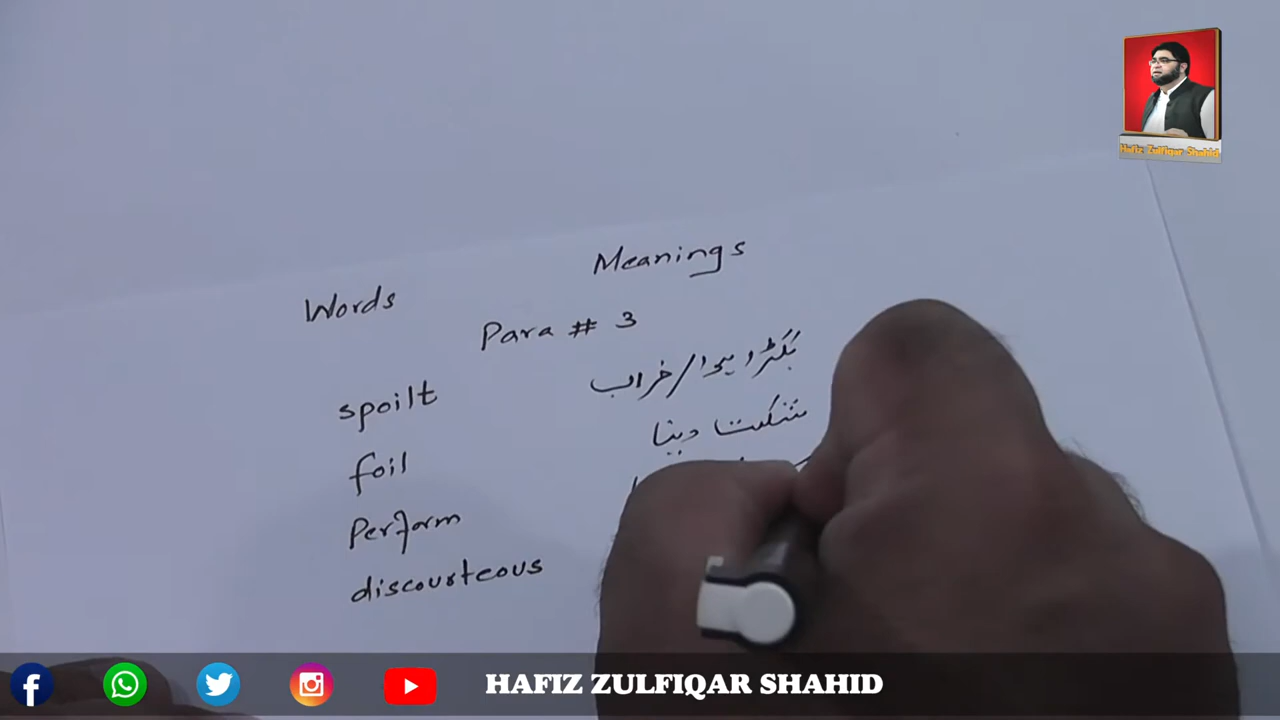 Hafiz Zulfiqar Shahid
Words Meanings
Para # 3
spoilt بگڑا ہوا/خراب
foil شکست دینا
Perform
discourteous
HAFIZ ZULFIQAR SHAHID